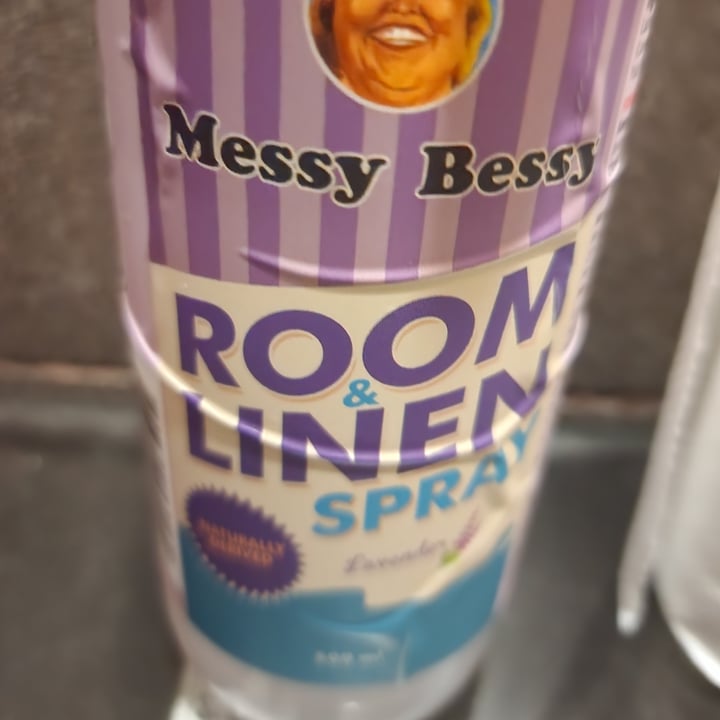 Messy Bessy
ROOM
&
LINEN
SPRAY
NATURALLY
DERIVED
Lavender